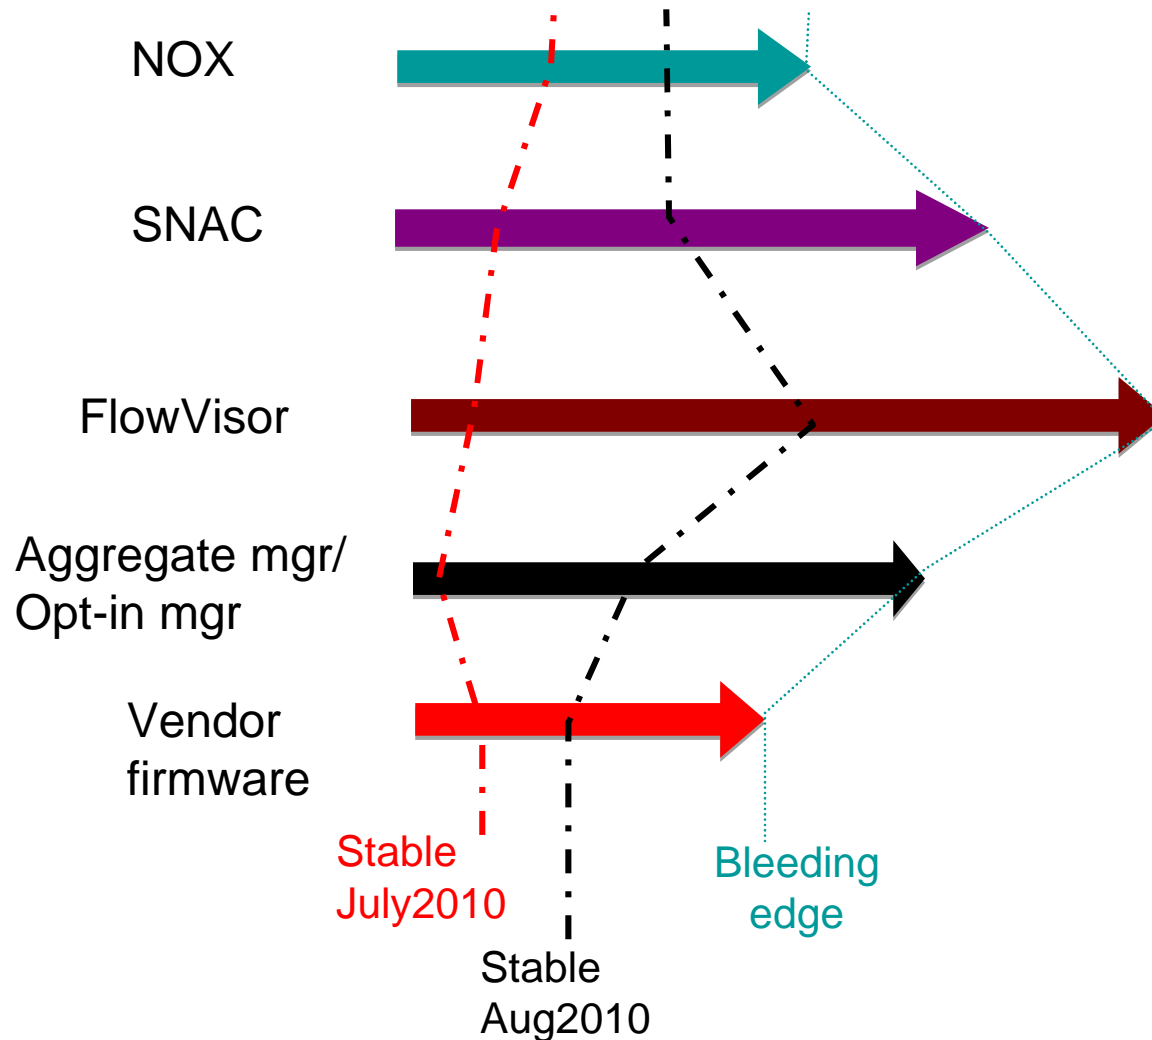 NOX
SNAC
FlowVisor
Aggregate mgr/
Opt-in mgr
Vendor
firmware
Stable
July2010
Bleeding
edge
Stable
Aug2010